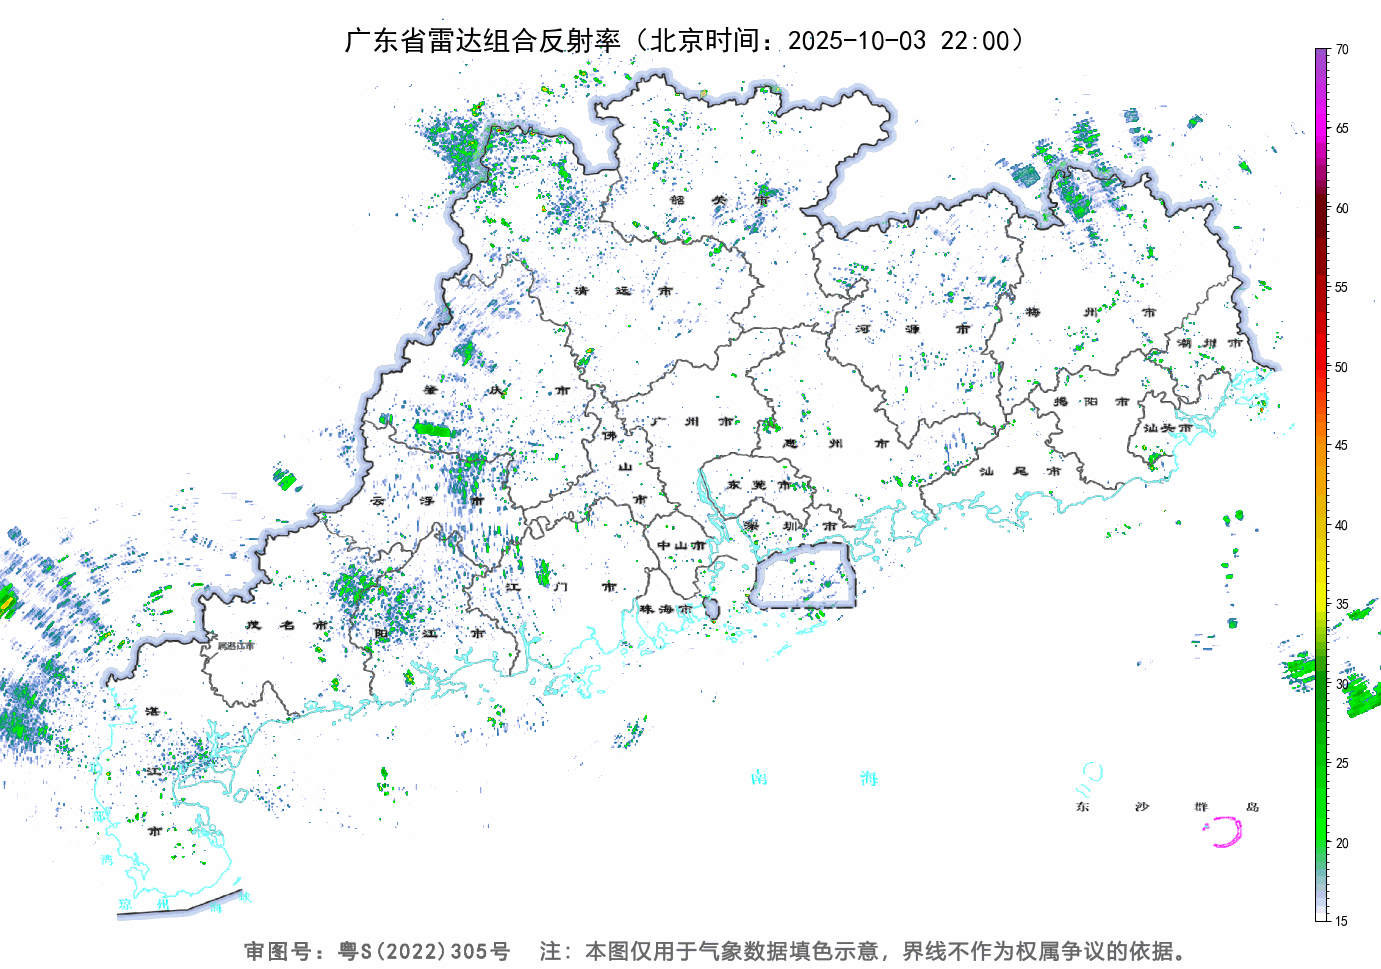 广东省雷达组合反射率（北京时间：2025-10-03 22:00）
70
65
60
55
50
45
40
35
30
25
20
15
韶关市
清远市
河源市
梅州市
潮州市
肇庆市
广州市
惠州市
揭阳市
汕头市
佛山市
东莞市
汕尾市
云浮市
深圳市
中山市
江门市
珠海市
茂名市
阳江市
属湛江市
湛江市
南海
东沙群岛
湾
琼州海峡
审图号：粤S(2022)305号 注：本图仅用于气象数据填色示意，界线不作为权属争议的依据。